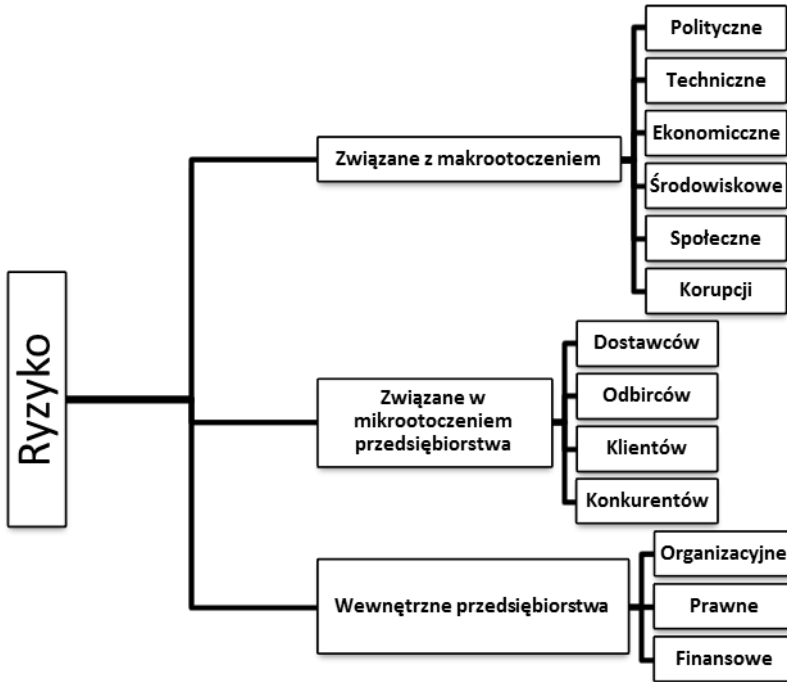 Ryzyko
Związane z makrootoczeniem
Polityczne
Techniczne
Ekonomicczne
Środowiskowe
Społeczne
Korupcji
Związane w
mikrootoczeniem
przedsiębiorstwa
Dostawców
Odbirców
Klientów
Konkurentów
Wewnętrzne przedsiębiorstwa
Organizacyjne
Prawne
Finansowe